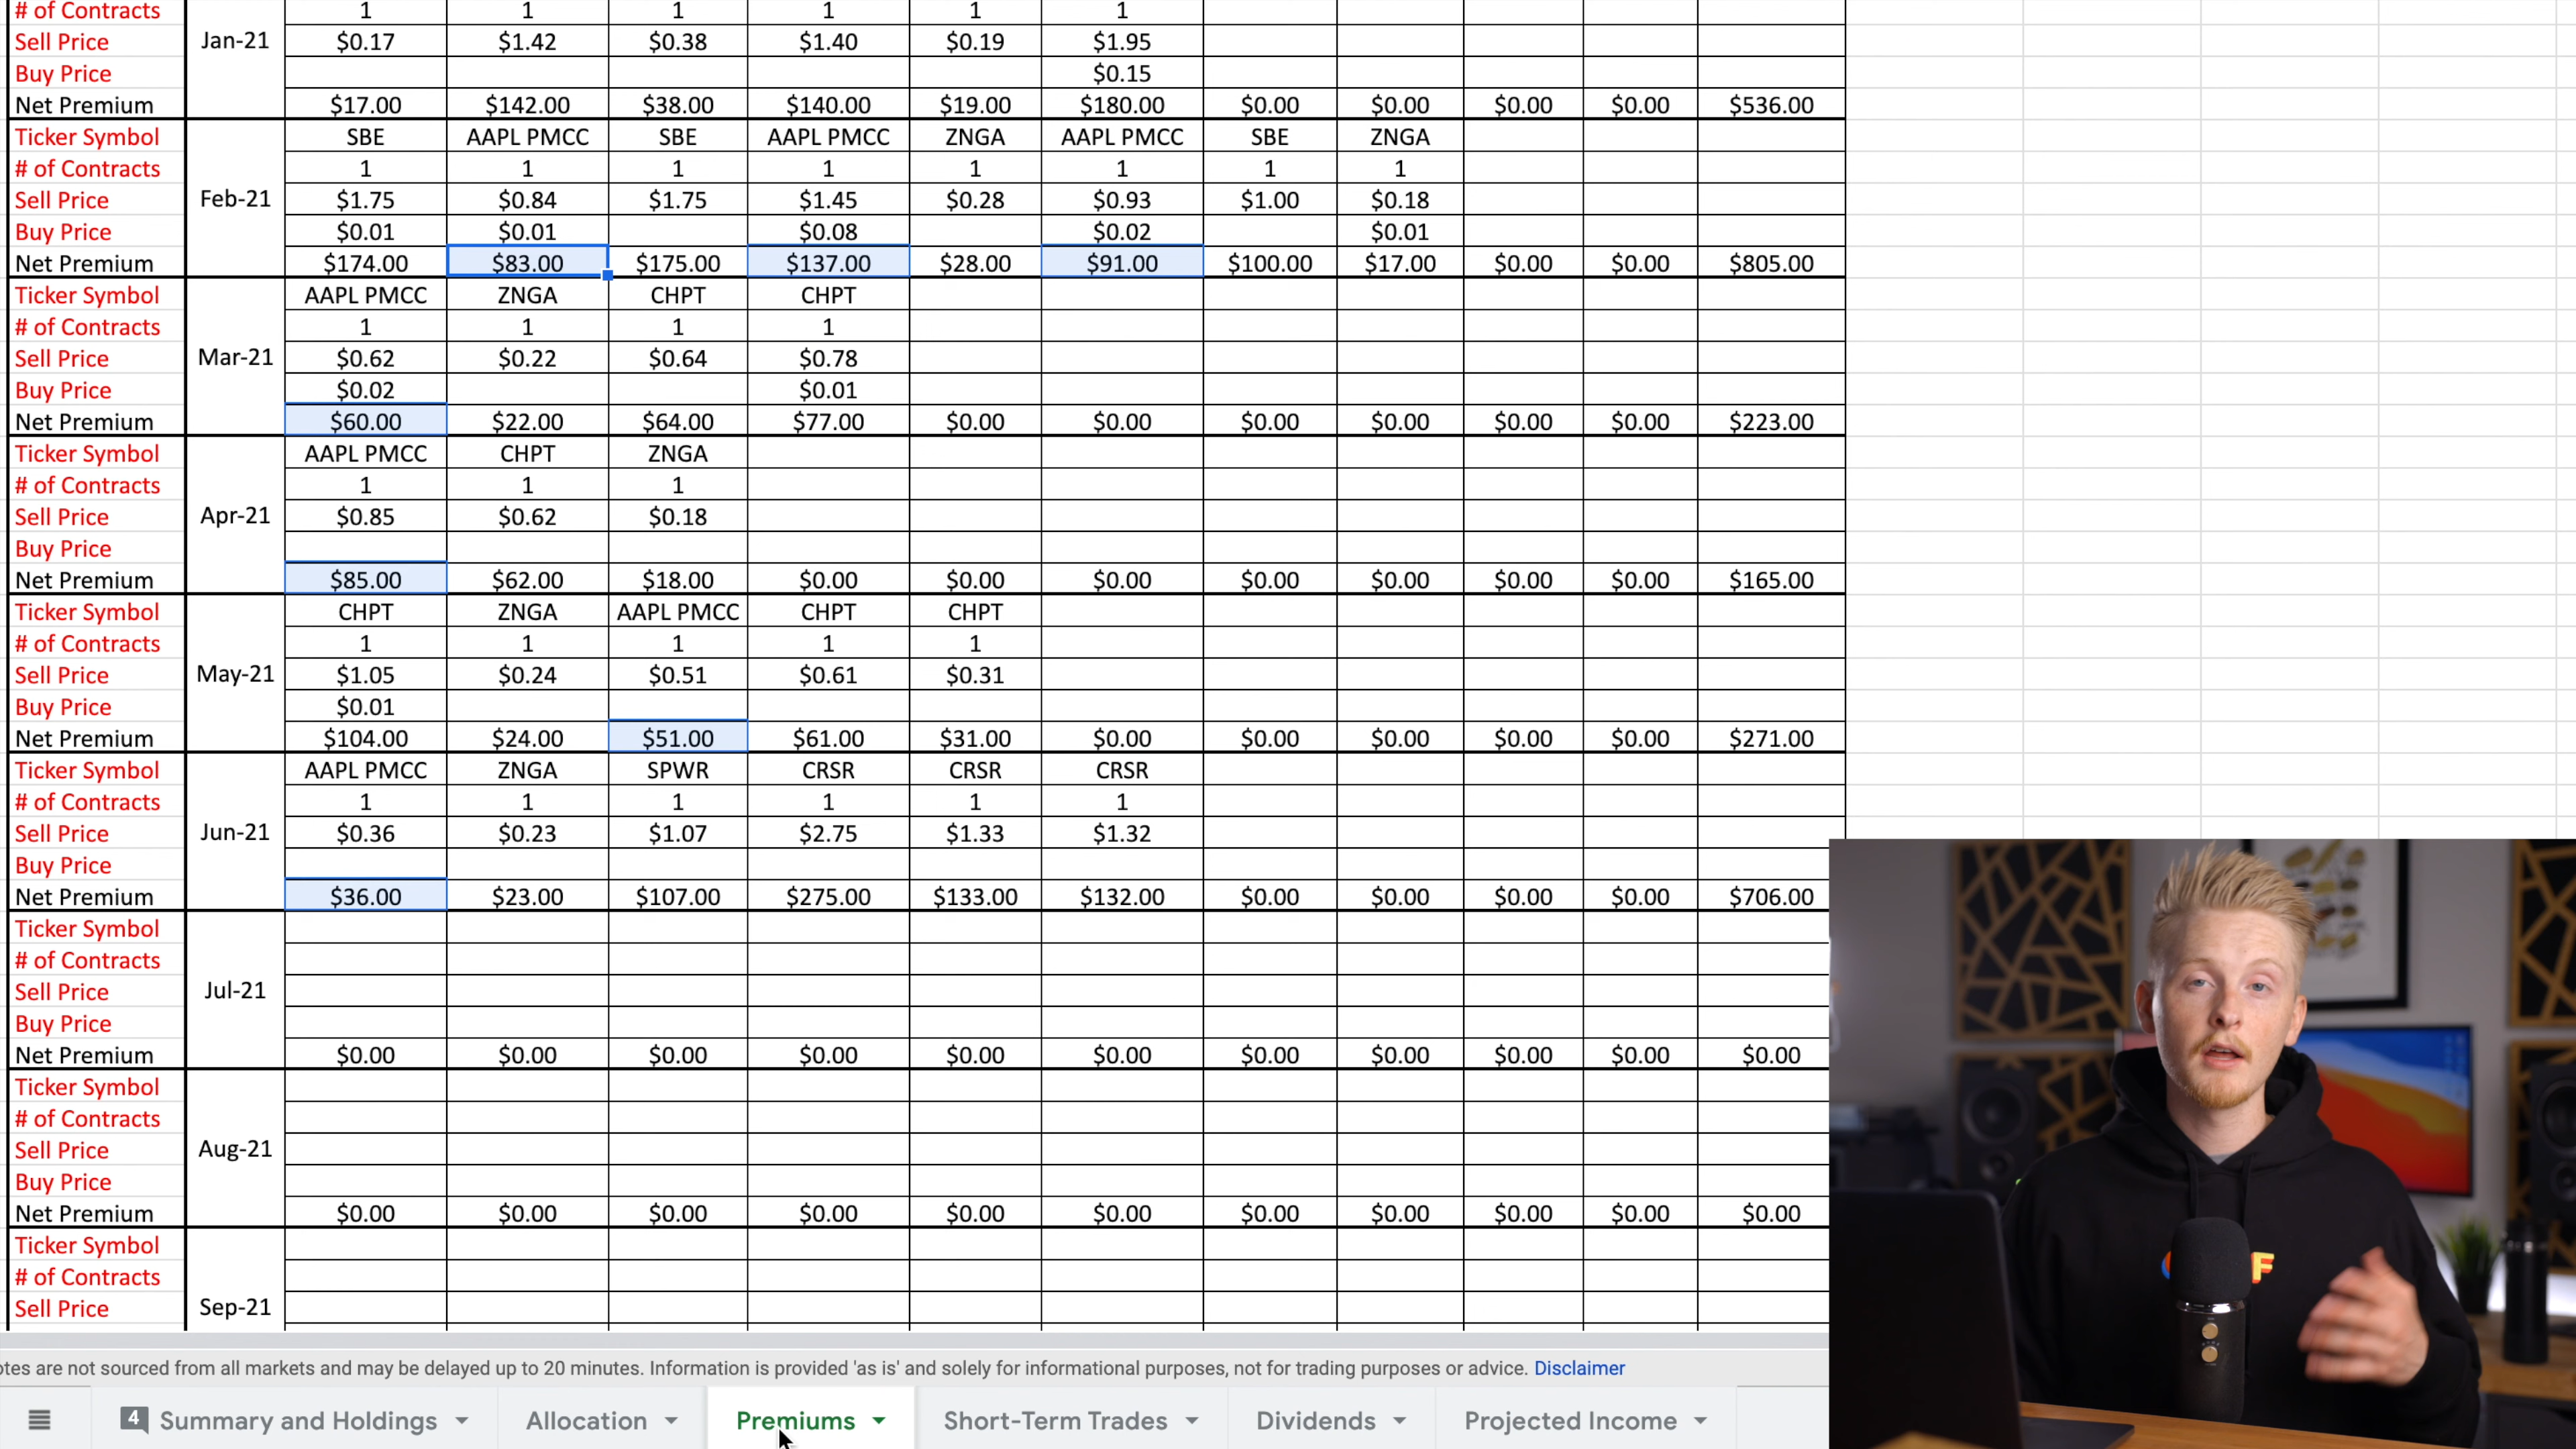 # of Contracts 1 1 1 1 1 1
Sell Price Jan-21 $0.17 $1.42 $0.38 $1.40 $0.19 $1.95
Buy Price $0.15
Net Premium $17.00 $142.00 $38.00 $140.00 $19.00 $180.00 $0.00 $0.00 $0.00 $0.00 $536.00
Ticker Symbol SBE AAPL PMCC SBE AAPL PMCC ZNGA AAPL PMCC SBE ZNGA
# of Contracts 1 1 1 1 1 1 1 1
Sell Price Feb-21 $1.75 $0.84 $1.75 $1.45 $0.28 $0.93 $1.00 $0.18
Buy Price $0.01 $0.01 $0.08 $0.02 $0.01
Net Premium $174.00 $83.00 $175.00 $137.00 $28.00 $91.00 $100.00 $17.00 $0.00 $0.00 $805.00
Ticker Symbol AAPL PMCC ZNGA CHPT CHPT
# of Contracts 1 1 1 1
Sell Price Mar-21 $0.62 $0.22 $0.64 $0.78
Buy Price $0.02 $0.01
Net Premium $60.00 $22.00 $64.00 $77.00 $0.00 $0.00 $0.00 $0.00 $0.00 $0.00 $223.00
Ticker Symbol AAPL PMCC CHPT ZNGA
# of Contracts 1 1 1
Sell Price Apr-21 $0.85 $0.62 $0.18
Buy Price
Net Premium $85.00 $62.00 $18.00 $0.00 $0.00 $0.00 $0.00 $0.00 $0.00 $0.00 $165.00
Ticker Symbol CHPT ZNGA AAPL PMCC CHPT CHPT
# of Contracts 1 1 1 1 1
Sell Price May-21 $1.05 $0.24 $0.51 $0.61 $0.31
Buy Price $0.01
Net Premium $104.00 $24.00 $51.00 $61.00 $31.00 $0.00 $0.00 $0.00 $0.00 $0.00 $271.00
Ticker Symbol AAPL PMCC ZNGA SPWR CRSR CRSR CRSR
# of Contracts 1 1 1 1 1 1
Sell Price Jun-21 $0.36 $0.23 $1.07 $2.75 $1.33 $1.32
Buy Price
Net Premium $36.00 $23.00 $107.00 $275.00 $133.00 $132.00 $0.00 $0.00 $0.00 $0.00 $706.00
Ticker Symbol
# of Contracts
Sell Price Jul-21
Buy Price
Net Premium $0.00 $0.00 $0.00 $0.00 $0.00 $0.00 $0.00 $0.00 $0.00 $0.00 $0.00
Ticker Symbol
# of Contracts
Sell Price Aug-21
Buy Price
Net Premium $0.00 $0.00 $0.00 $0.00 $0.00 $0.00 $0.00 $0.00 $0.00 $0.00 $0.00
Ticker Symbol
# of Contracts
Sell Price Sep-21
otes are not sourced from all markets and may be delayed up to 20 minutes. Information is provided 'as is' and solely for informational purposes, not for trading purposes or advice. Disclaimer
4 Summary and Holdings Allocation Premiums Short-Term Trades Dividends Projected Income
F